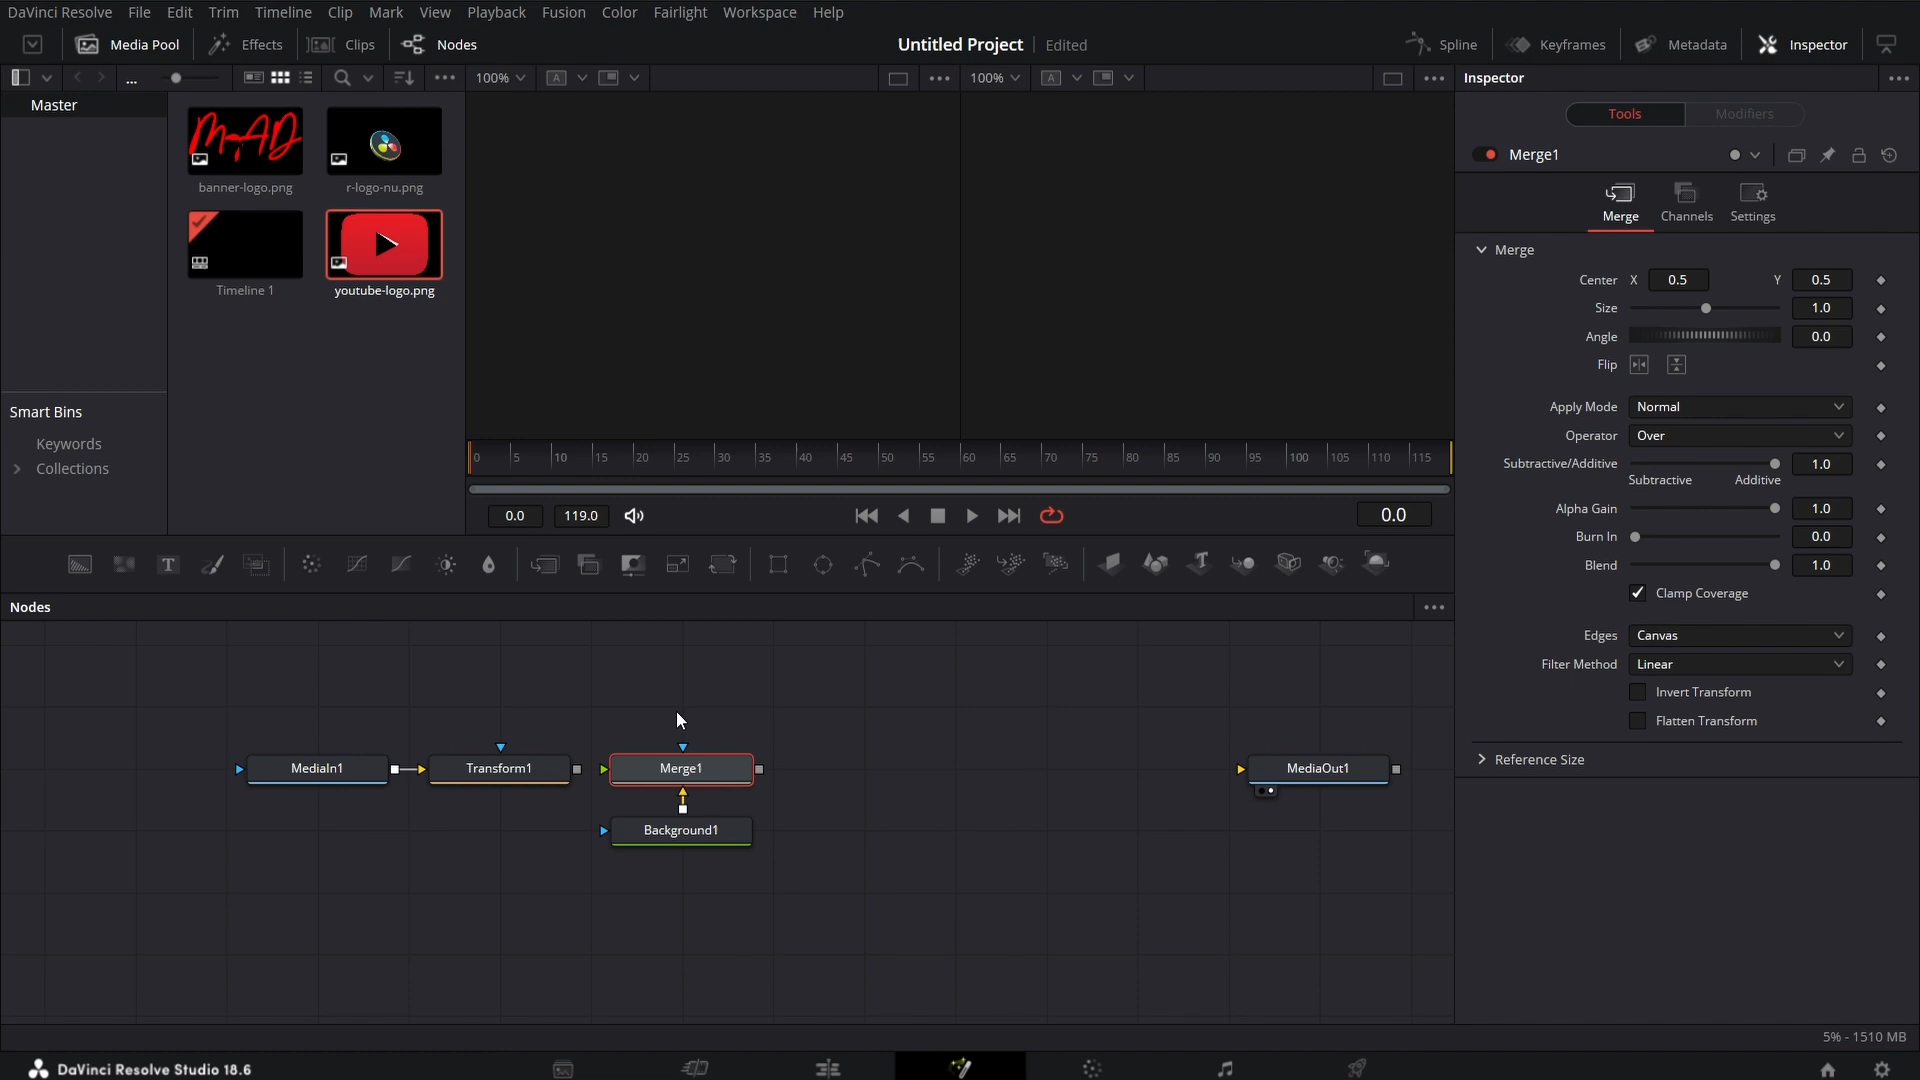 DaVinci Resolve File Edit Trim Timeline Clip Mark View Playback Fusion Color Fairlight Workspace Help
Media Pool Effects Clips Nodes Untitled Project Edited Spline Keyframes Metadata Inspector
... 100% A 100% A Inspector
Master
Tools Modifiers
MAD
banner-logo.png r-logo-nu.png
Merge1
Merge Channels Settings
Timeline 1 youtube-logo.png
Merge
Center X 0.5 Y 0.5
Size 1.0
Angle 0.0
Flip
Apply Mode Normal
Operator Over
Subtractive/Additive 1.0
Subtractive Additive
Alpha Gain 1.0
Burn In 0.0
Blend 1.0
Clamp Coverage
Edges Canvas
Filter Method Linear
Invert Transform
Flatten Transform
Reference Size
Smart Bins
Keywords
Collections
0 5 10 15 20 25 30 35 40 45 50 55 60 65 70 75 80 85 90 95 100 105 110 115
0.0 119.0 0.0
T T
Nodes
MediaIn1 Transform1 Merge1 MediaOut1
Background1
5% - 1510 MB
DaVinci Resolve Studio 18.6